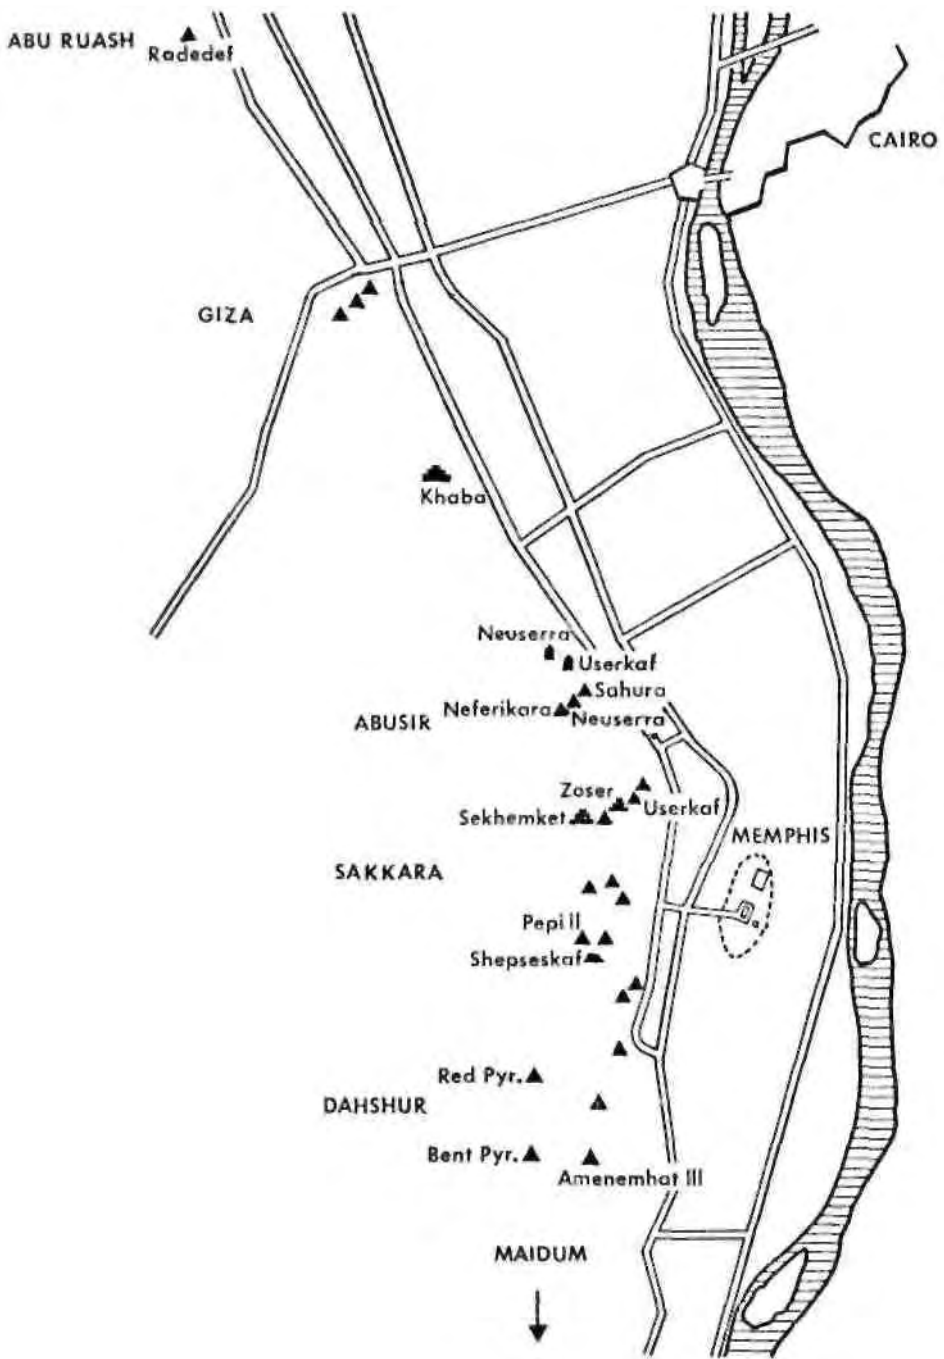 ABU RUASH
Radedef
CAIRO
GIZA
Khaba
Neuserra
Userkaf
Sahura
Neferikara
ABUSIR
Neuserra
Zoser
Userkaf
Sekhemket
MEMPHIS
SAKKARA
Pepi II
Shepseskaf
Red Pyr.
DAHSHUR
Bent Pyr.
Amenemhat III
MAIDUM